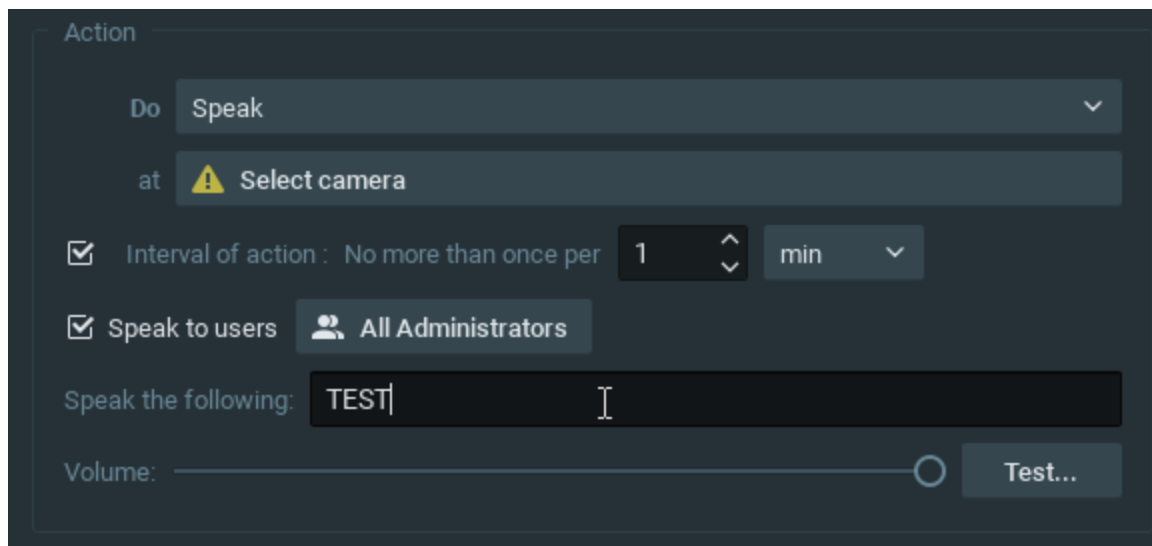 Action
Do Speak
at Select camera
Interval of action : No more than once per 1 min
Speak to users All Administrators
Speak the following: TEST
Volume: Test...